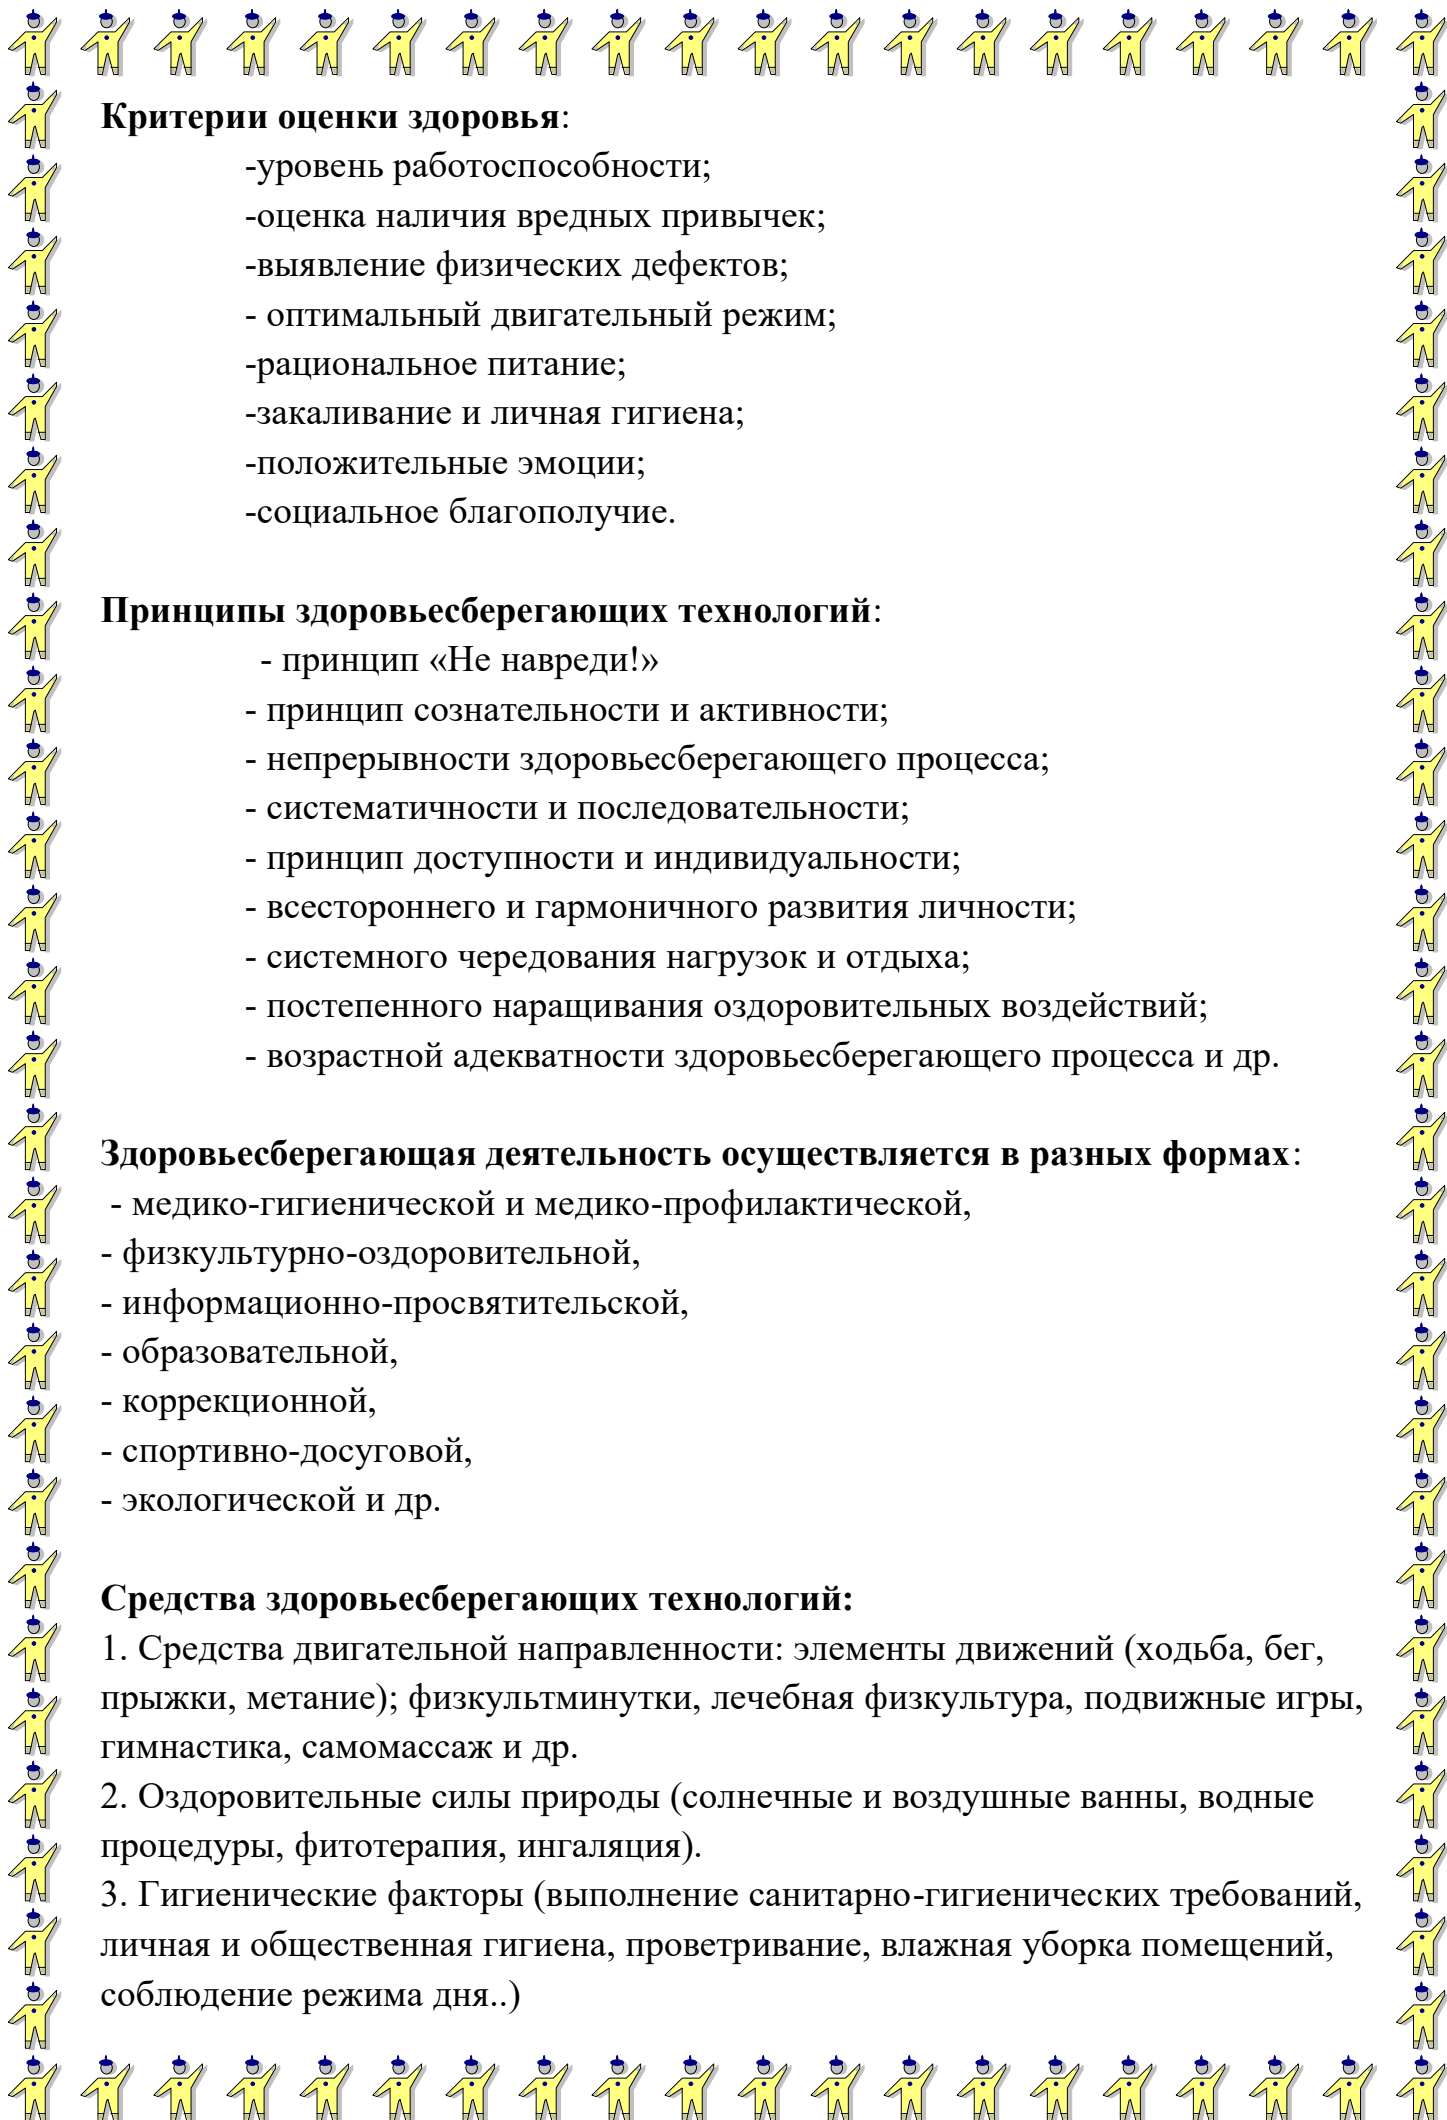 Критерии оценки здоровья:
-уровень работоспособности;
-оценка наличия вредных привычек;
-выявление физических дефектов;
- оптимальный двигательный режим;
-рациональное питание;
-закаливание и личная гигиена;
-положительные эмоции;
-социальное благополучие.
Принципы здоровьесберегающих технологий:
- принцип «Не навреди!»
- принцип сознательности и активности;
- непрерывности здоровьесберегающего процесса;
- систематичности и последовательности;
- принцип доступности и индивидуальности;
- всестороннего и гармоничного развития личности;
- системного чередования нагрузок и отдыха;
- постепенного наращивания оздоровительных воздействий;
- возрастной адекватности здоровьесберегающего процесса и др.
Здоровьесберегающая деятельность осуществляется в разных формах:
- медико-гигиенической и медико-профилактической,
- физкультурно-оздоровительной,
- информационно-просвятительской,
- образовательной,
- коррекционной,
- спортивно-досуговой,
- экологической и др.
Средства здоровьесберегающих технологий:
1. Средства двигательной направленности: элементы движений (ходьба, бег,
прыжки, метание); физкультминутки, лечебная физкультура, подвижные игры,
гимнастика, самомассаж и др.
2. Оздоровительные силы природы (солнечные и воздушные ванны, водные
процедуры, фитотерапия, ингаляция).
3. Гигиенические факторы (выполнение санитарно-гигиенических требований,
личная и общественная гигиена, проветривание, влажная уборка помещений,
соблюдение режима дня..)